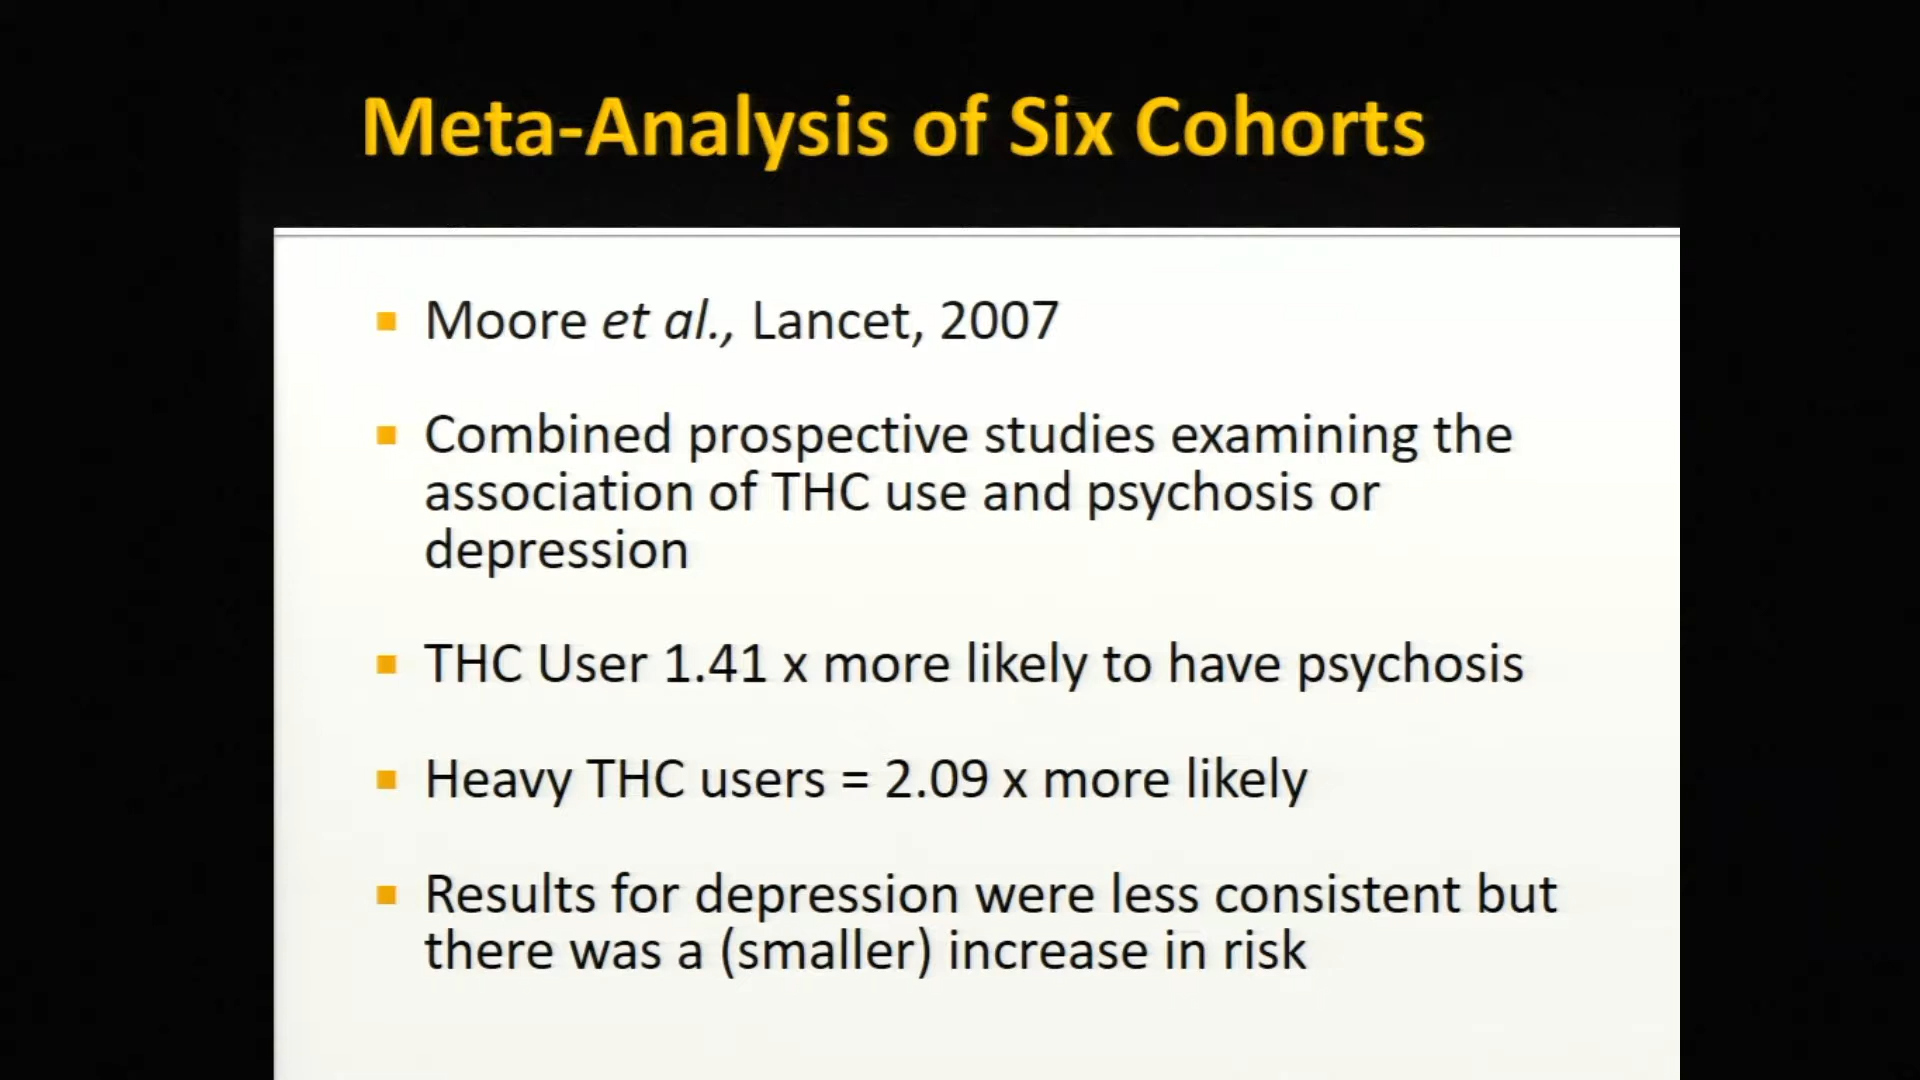 Meta-Analysis of Six Cohorts
Moore et al., Lancet, 2007
Combined prospective studies examining the
association of THC use and psychosis or
depression
THC User 1.41 x more likely to have psychosis
Heavy THC users = 2.09 x more likely
Results for depression were less consistent but
there was a (smaller) increase in risk